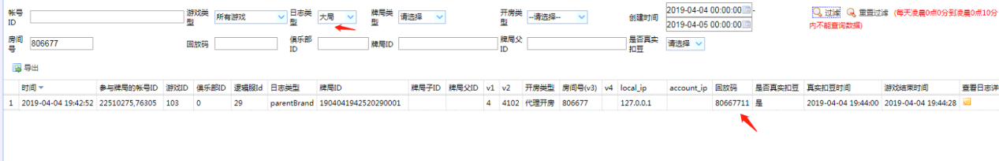 帐号ID 游戏类型 所有游戏 日志类型 大局 牌局类型 请选择 开房类型 --请选择-- 创建时间 2019-04-04 00:00:00 - 2019-04-05 00:00:00 过滤 重置过滤 (每天凌晨0点0分到凌晨0点10分内不能查询数据)
房间号 806677 回放码 俱乐部ID 牌局ID 牌局父ID 是否真实扣豆 请选择
导出
时间 参与牌局的帐号ID 游戏ID 俱乐部ID 逻辑服Id 日志类型 牌局ID 牌局子ID 牌局父ID v1 v2 开房类型 房间号(v3) v4 local_ip account_ip 回放码 是否真实扣豆 真实扣豆时间 游戏结束时间 查看日志详
1 2019-04-04 19:42:52 22510275,76305 103 0 29 parentBrand 1904041942520290001 4 4102 代理开房 806677 127.0.0.1 80667711 是 2019-04-04 19:44:00 2019-04-04 19:44:28